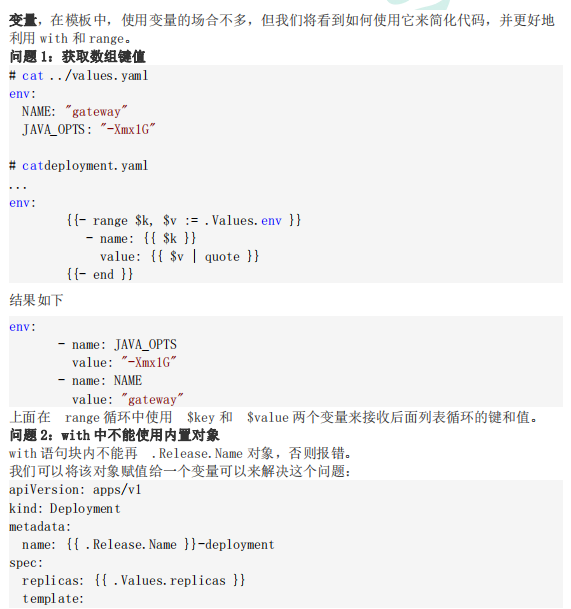 变量，在模板中，使用变量的场合不多，但我们将看到如何使用它来简化代码，并更好地
利用 with 和 range。
问题 1：获取数组键值
# cat ../values.yaml
env:
  NAME: "gateway"
  JAVA_OPTS: "-Xmx1G"

# catdeployment.yaml
...
env:
        {{- range $k, $v := .Values.env }}
           - name: {{ $k }}
             value: {{ $v | quote }}
        {{- end }}
结果如下
env:
       - name: JAVA_OPTS
         value: "-Xmx1G"
       - name: NAME
         value: "gateway"
上面在 range 循环中使用 $key 和 $value 两个变量来接收后面列表循环的键和值。
问题 2：with 中不能使用内置对象
with 语句块内不能再 .Release.Name 对象，否则报错。
我们可以将该对象赋值给一个变量可以来解决这个问题：
apiVersion: apps/v1
kind: Deployment
metadata:
  name: {{ .Release.Name }}-deployment
spec:
  replicas: {{ .Values.replicas }}
  template: